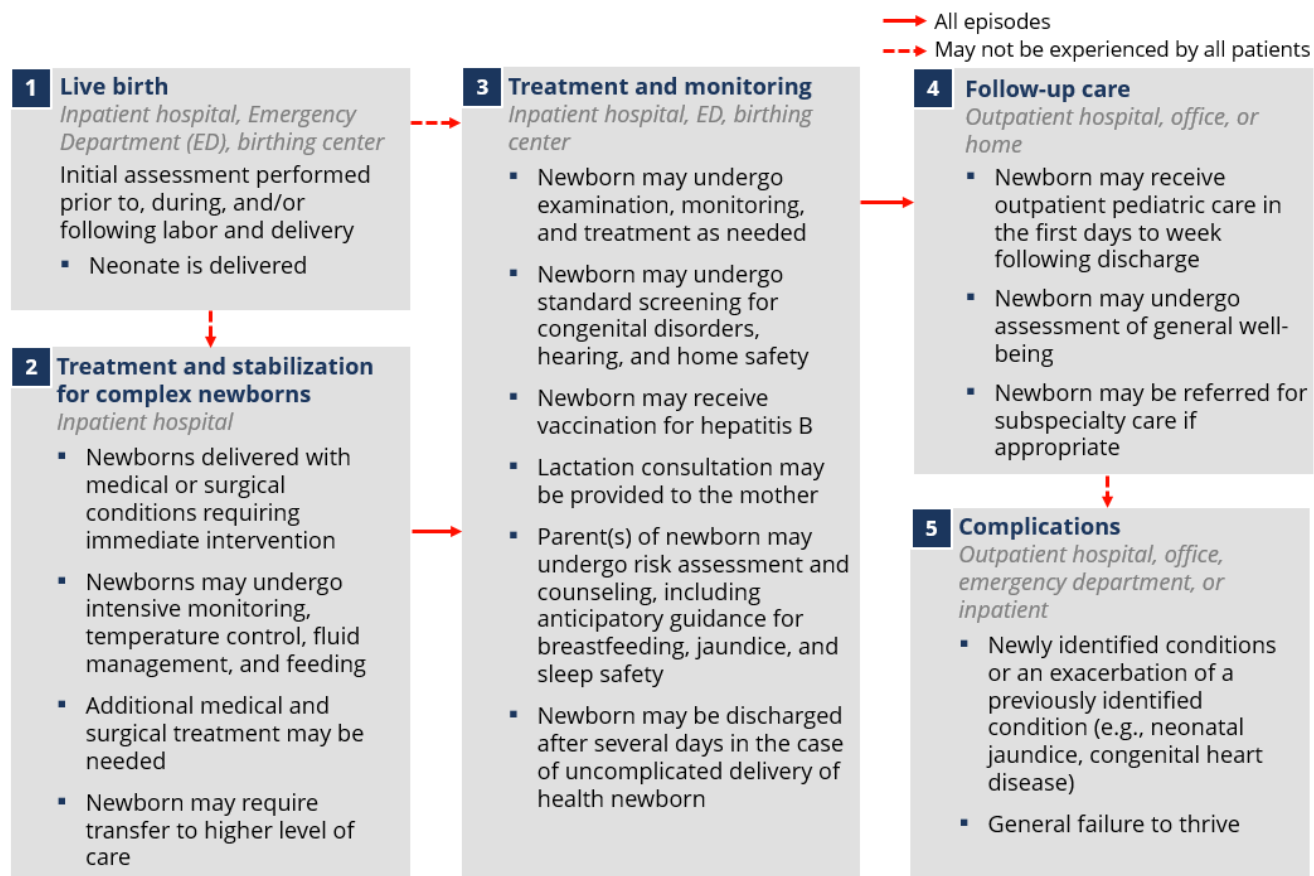 All episodes
May not be experienced by all patients
1
Live birth
Inpatient hospital, Emergency
Department (ED), birthing center
Initial assessment performed
prior to, during, and/or
following labor and delivery
▪ Neonate is delivered
2
Treatment and stabilization
for complex newborns
Inpatient hospital
▪ Newborns delivered with
medical or surgical
conditions requiring
immediate intervention
▪ Newborns may undergo
intensive monitoring,
temperature control, fluid
management, and feeding
▪ Additional medical and
surgical treatment may be
needed
▪ Newborn may require
transfer to higher level of
care
3
Treatment and monitoring
Inpatient hospital, ED, birthing
center
▪ Newborn may undergo
examination, monitoring,
and treatment as needed
▪ Newborn may undergo
standard screening for
congenital disorders,
hearing, and home safety
▪ Newborn may receive
vaccination for hepatitis B
▪ Lactation consultation may
be provided to the mother
▪ Parent(s) of newborn may
undergo risk assessment and
counseling, including
anticipatory guidance for
breastfeeding, jaundice, and
sleep safety
▪ Newborn may be discharged
after several days in the case
of uncomplicated delivery of
health newborn
4
Follow-up care
Outpatient hospital, office, or
home
▪ Newborn may receive
outpatient pediatric care in
the first days to week
following discharge
▪ Newborn may undergo
assessment of general well-
being
▪ Newborn may be referred for
subspecialty care if
appropriate
5
Complications
Outpatient hospital, office,
emergency department, or
inpatient
▪ Newly identified conditions
or an exacerbation of a
previously identified
condition (e.g., neonatal
jaundice, congenital heart
disease)
▪ General failure to thrive